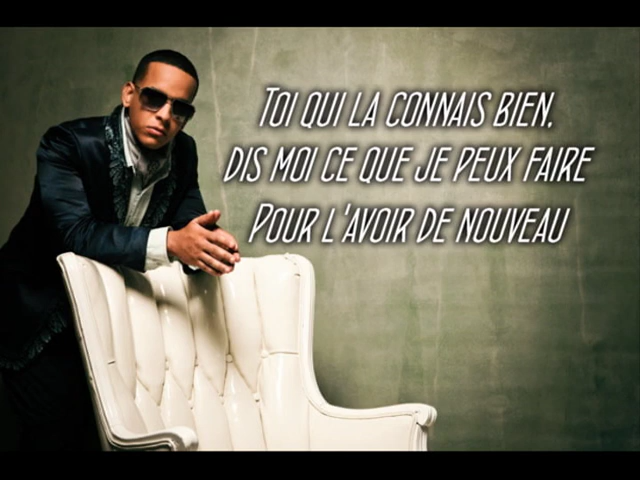 TOI QUI LA CONNAIS BIEN,
DIS MOI CE QUE JE PEUX FAIRE
POUR L'AVOIR DE NOUVEAU